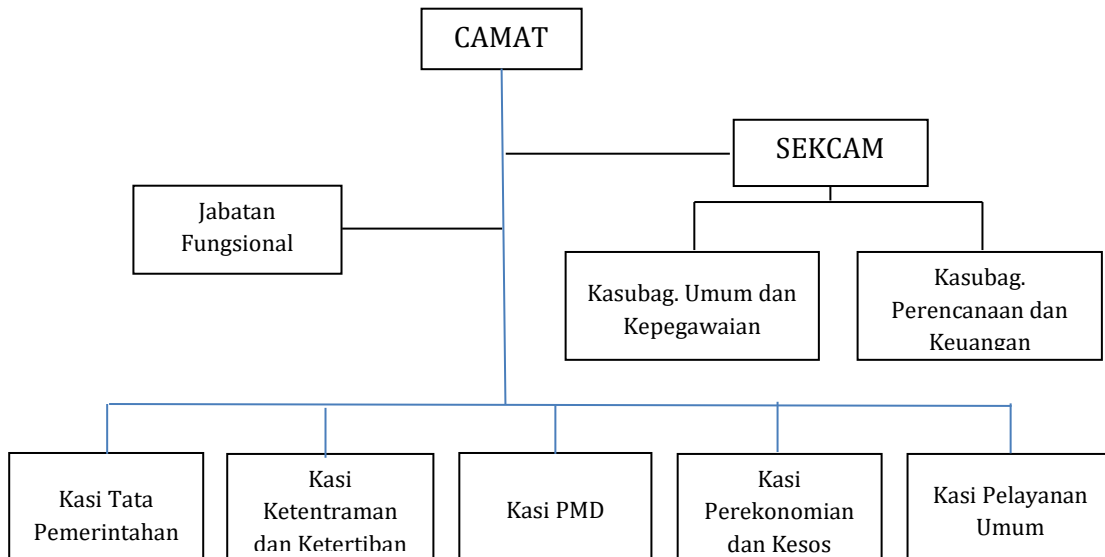 CAMAT
SEKCAM
Jabatan
Fungsional
Kasubag. Umum dan
Kepegawaian
Kasubag.
Perencanaan dan
Keuangan
Kasi Tata
Pemerintahan
Kasi
Ketentraman
dan Ketertiban
Kasi PMD
Kasi
Perekonomian
dan Kesos
Kasi Pelayanan
Umum